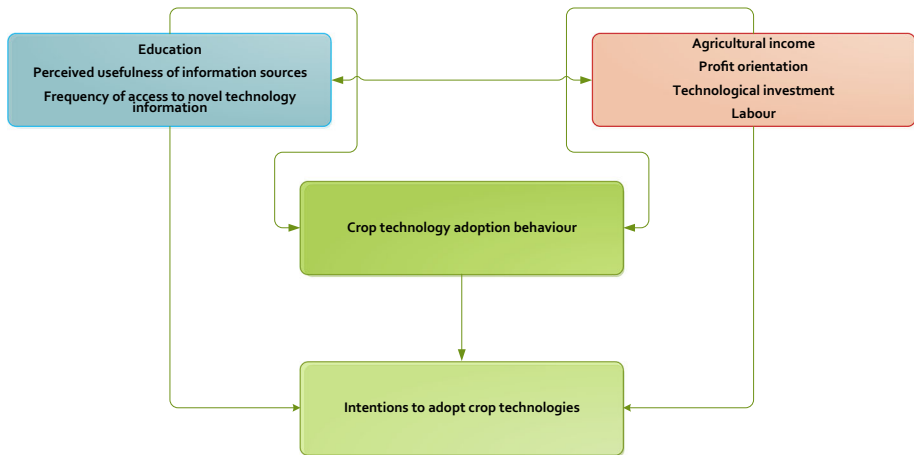 Education
Perceived usefulness of information sources
Frequency of access to novel technology
information
Agricultural income
Profit orientation
Technological investment
Labour
Crop technology adoption behaviour
Intentions to adopt crop technologies